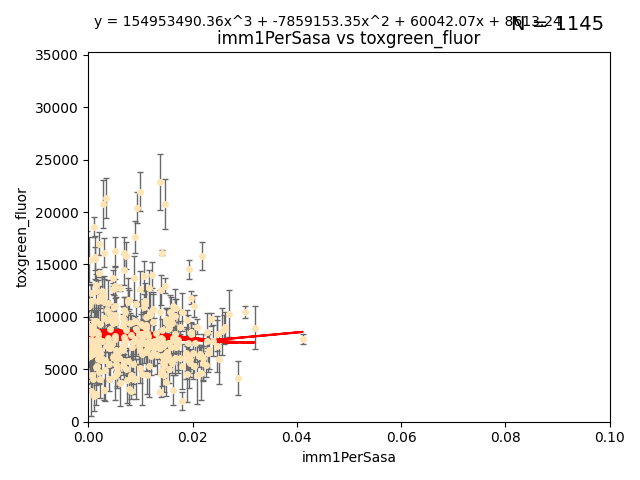 y = 154953490.36x^3 + -7859153.35x^2 + 60042.07x + 8613.24
N = 1145
imm1PerSasa vs toxgreen_fluor
35000
30000
25000
20000
15000
10000
5000
0
toxgreen_fluor
0.00 0.02 0.04 0.06 0.08 0.10
imm1PerSasa